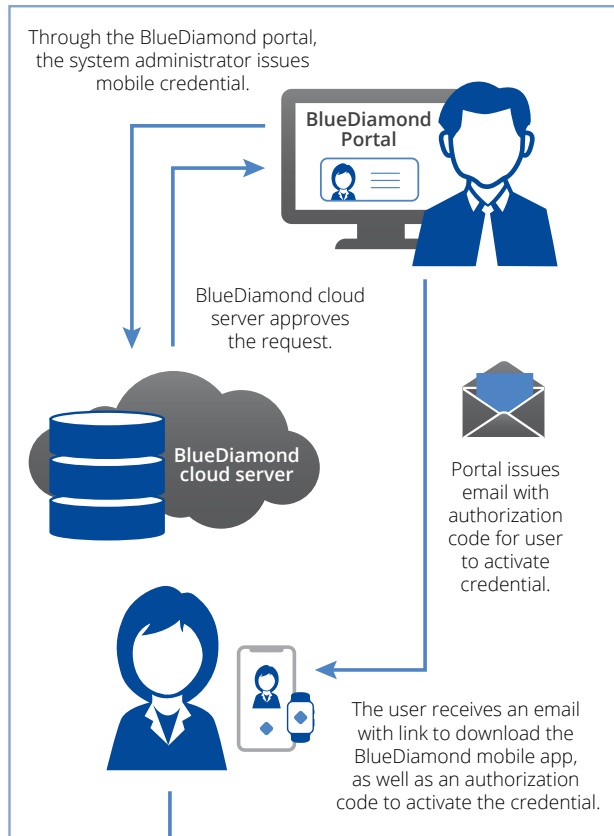 Through the BlueDiamond portal,
the system administrator issues
mobile credential.
BlueDiamond
Portal
BlueDiamond cloud
server approves
the request.
BlueDiamond
cloud server
Portal issues
email with
authorization
code for user
to activate
credential.
The user receives an email
with link to download the
BlueDiamond mobile app,
as well as an authorization
code to activate the credential.